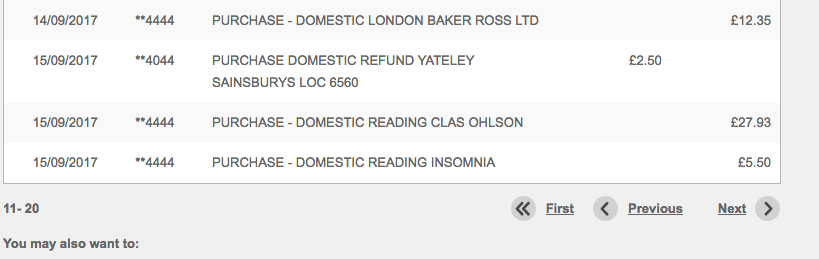 14/09/2017 **4444 PURCHASE - DOMESTIC LONDON BAKER ROSS LTD £12.35
15/09/2017 **4044 PURCHASE DOMESTIC REFUND YATELEY £2.50
SAINSBURYS LOC 6560
15/09/2017 **4444 PURCHASE - DOMESTIC READING CLAS OHLSON £27.93
15/09/2017 **4444 PURCHASE - DOMESTIC READING INSOMNIA £5.50
11- 20 First Previous Next
You may also want to: